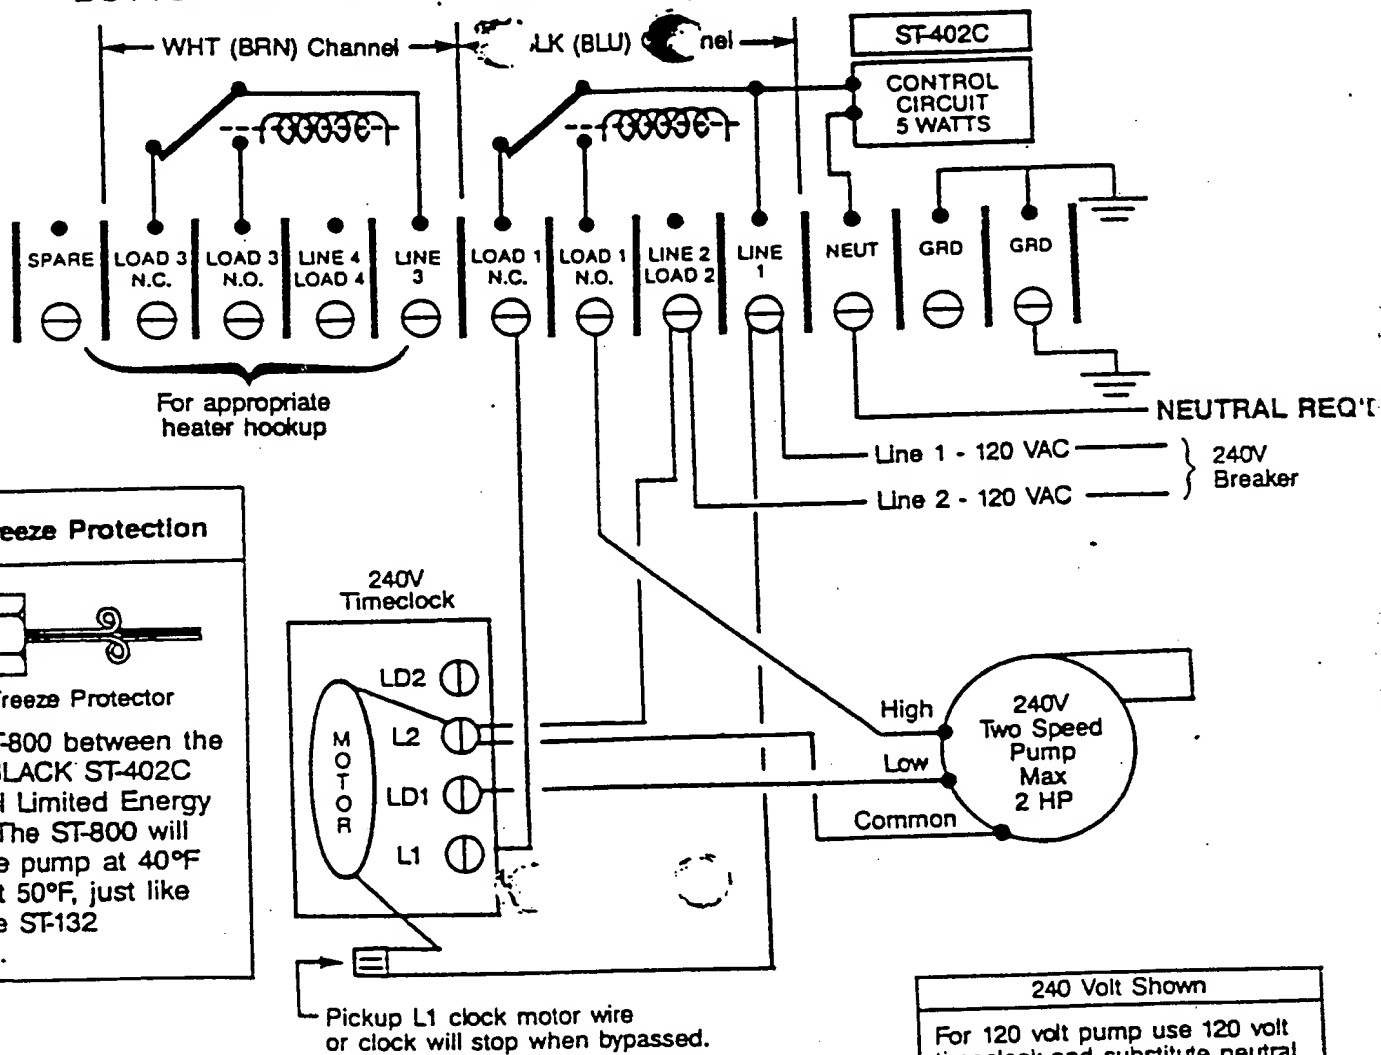 WHT (BRN) Channel
LK (BLU) nel
ST-402C
CONTROL
CIRCUIT
5 WATTS
SPARE
LOAD 3
N.C.
LOAD 3
N.O.
LINE 4
LOAD 4
LINE
3
LOAD 1
N.C.
LOAD 1
N.O.
LINE 2
LOAD 2
LINE
1
NEUT
GRD
GRD
For appropriate
heater hookup
NEUTRAL REQ'D
Line 1 - 120 VAC
Line 2 - 120 VAC
240V
Breaker
eeze Protection
reeze Protector
T-800 between the
BLACK ST-402C
Limited Energy
The ST-800 will
e pump at 40°F
t 50°F, just like
e ST-132
.
240V
Timeclock
LD2
L2
LD1
L1
MOTOR
High
Low
Common
240V
Two Speed
Pump
Max
2 HP
Pickup L1 clock motor wire
or clock will stop when bypassed.
240 Volt Shown
For 120 volt pump use 120 volt
timeclock and substitute neutral